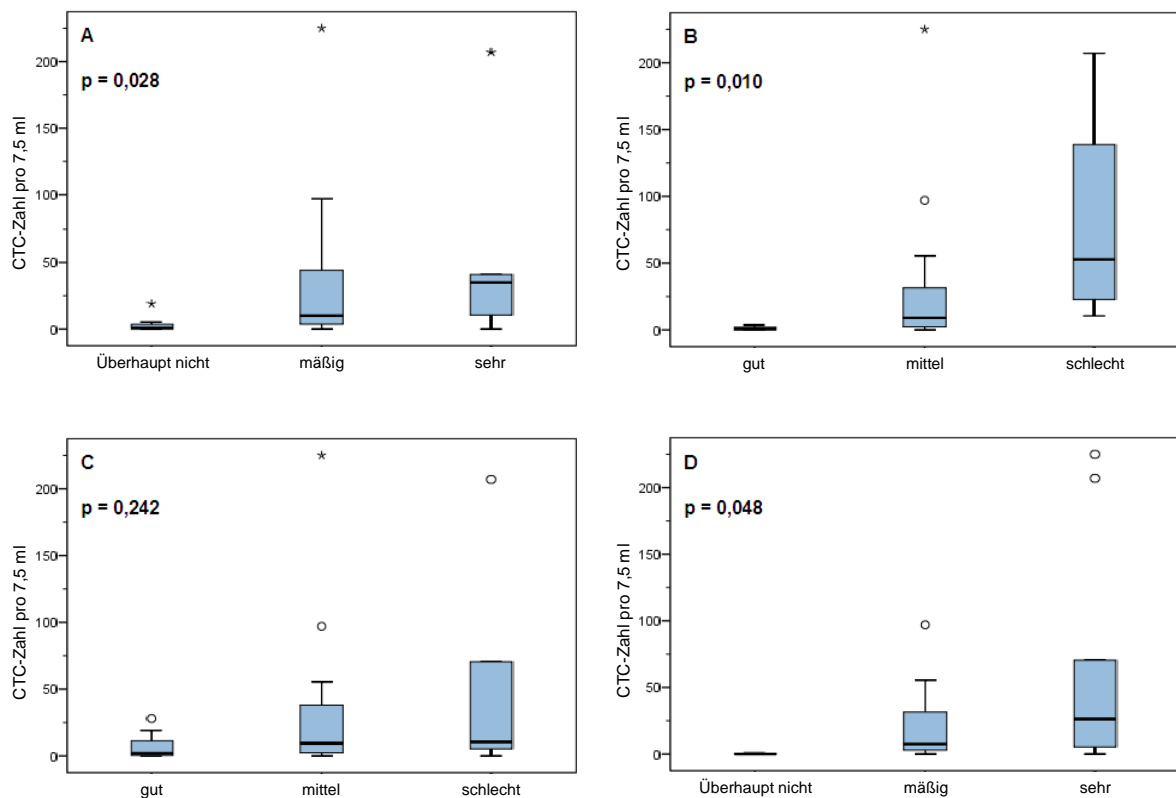 A
p = 0,028
CTC-Zahl pro 7,5 ml
200
150
100
50
0
Überhaupt nicht mäßig sehr
B
p = 0,010
CTC-Zahl pro 7,5 ml
200
150
100
50
0
gut mittel schlecht
C
p = 0,242
CTC-Zahl pro 7,5 ml
200
150
100
50
0
gut mittel schlecht
D
p = 0,048
CTC-Zahl pro 7,5 ml
200
150
100
50
0
Überhaupt nicht mäßig sehr